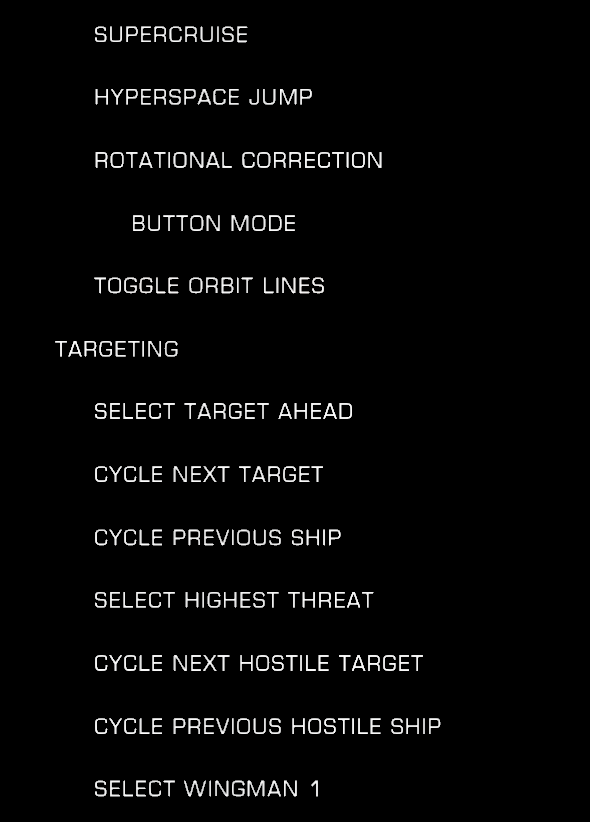 SUPERCRUISE
HYPERSPACE JUMP
ROTATIONAL CORRECTION
BUTTON MODE
TOGGLE ORBIT LINES
TARGETING
SELECT TARGET AHEAD
CYCLE NEXT TARGET
CYCLE PREVIOUS SHIP
SELECT HIGHEST THREAT
CYCLE NEXT HOSTILE TARGET
CYCLE PREVIOUS HOSTILE SHIP
SELECT WINGMAN 1